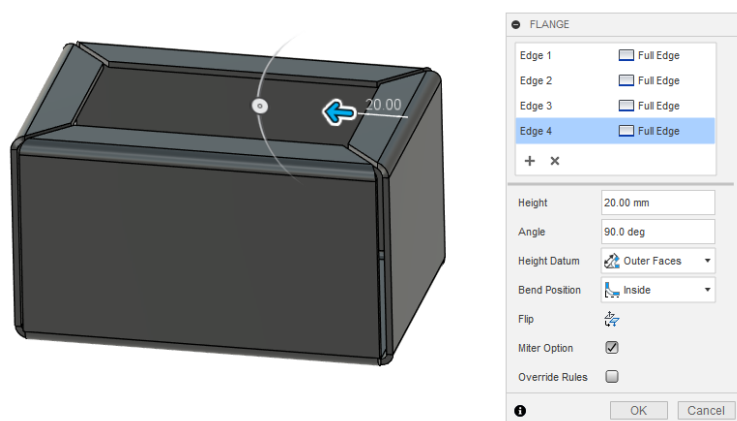 FLANGE
Edge 1 Full Edge
Edge 2 Full Edge
Edge 3 Full Edge
Edge 4 Full Edge
20.00
Height 20.00 mm
Angle 90.0 deg
Height Datum Outer Faces
Bend Position Inside
Flip
Miter Option
Override Rules
OK Cancel